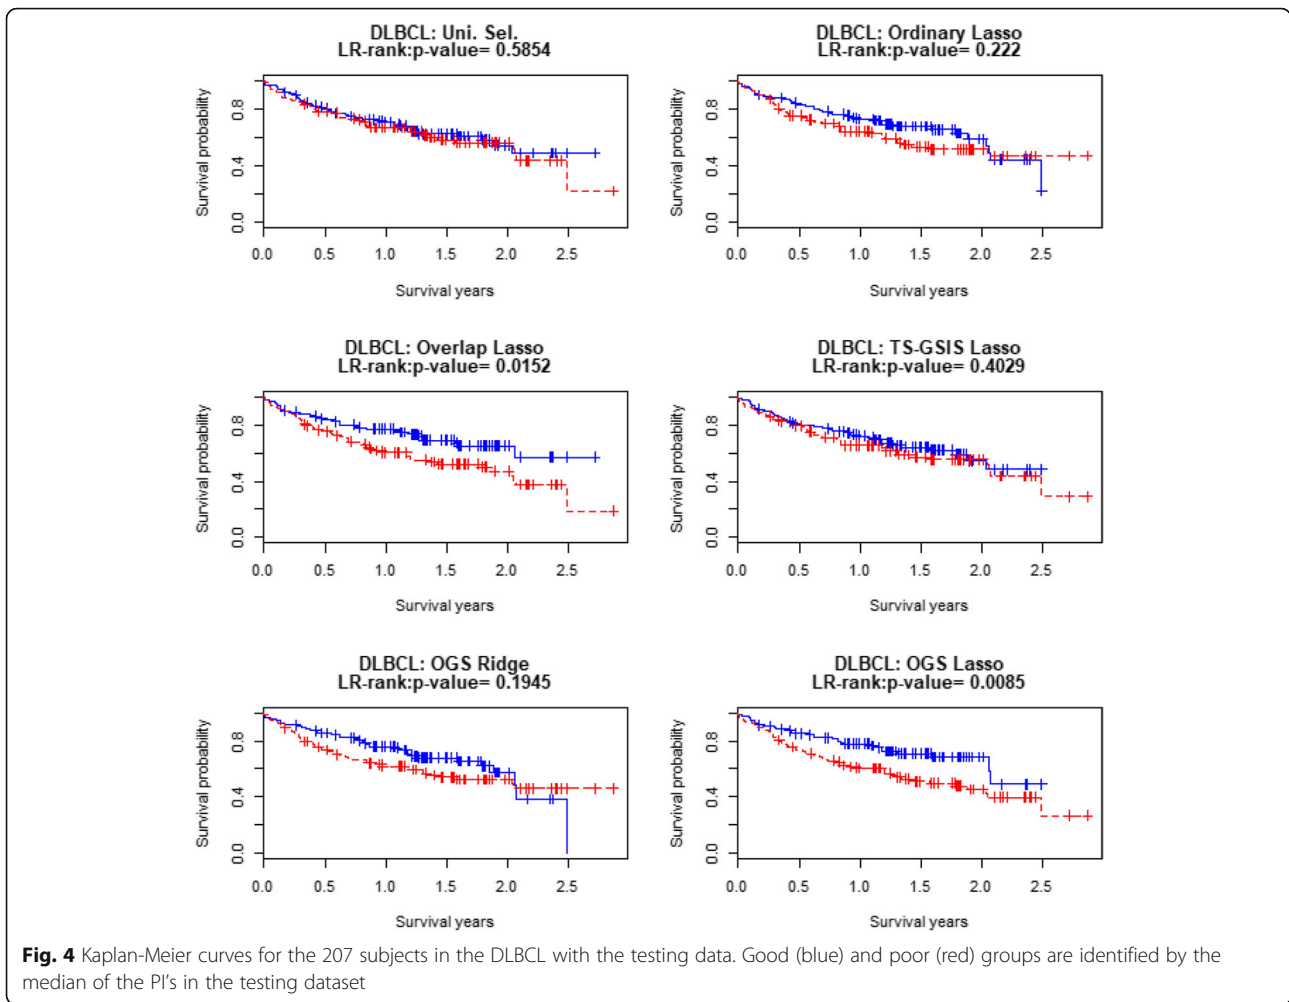 DLBCL: Uni. Sel.
LR-rank:p-value= 0.5854
Survival probability
0.0 0.4 0.8
0.0 0.5 1.0 1.5 2.0 2.5
Survival years
DLBCL: Ordinary Lasso
LR-rank:p-value= 0.222
Survival probability
0.0 0.4 0.8
0.0 0.5 1.0 1.5 2.0 2.5
Survival years
DLBCL: Overlap Lasso
LR-rank:p-value= 0.0152
Survival probability
0.0 0.4 0.8
0.0 0.5 1.0 1.5 2.0 2.5
Survival years
DLBCL: TS-GSIS Lasso
LR-rank:p-value= 0.4029
Survival probability
0.0 0.4 0.8
0.0 0.5 1.0 1.5 2.0 2.5
Survival years
DLBCL: OGS Ridge
LR-rank:p-value= 0.1945
Survival probability
0.0 0.4 0.8
0.0 0.5 1.0 1.5 2.0 2.5
Survival years
DLBCL: OGS Lasso
LR-rank:p-value= 0.0085
Survival probability
0.0 0.4 0.8
0.0 0.5 1.0 1.5 2.0 2.5
Survival years
Fig. 4 Kaplan-Meier curves for the 207 subjects in the DLBCL with the testing data. Good (blue) and poor (red) groups are identified by the
median of the PI's in the testing dataset